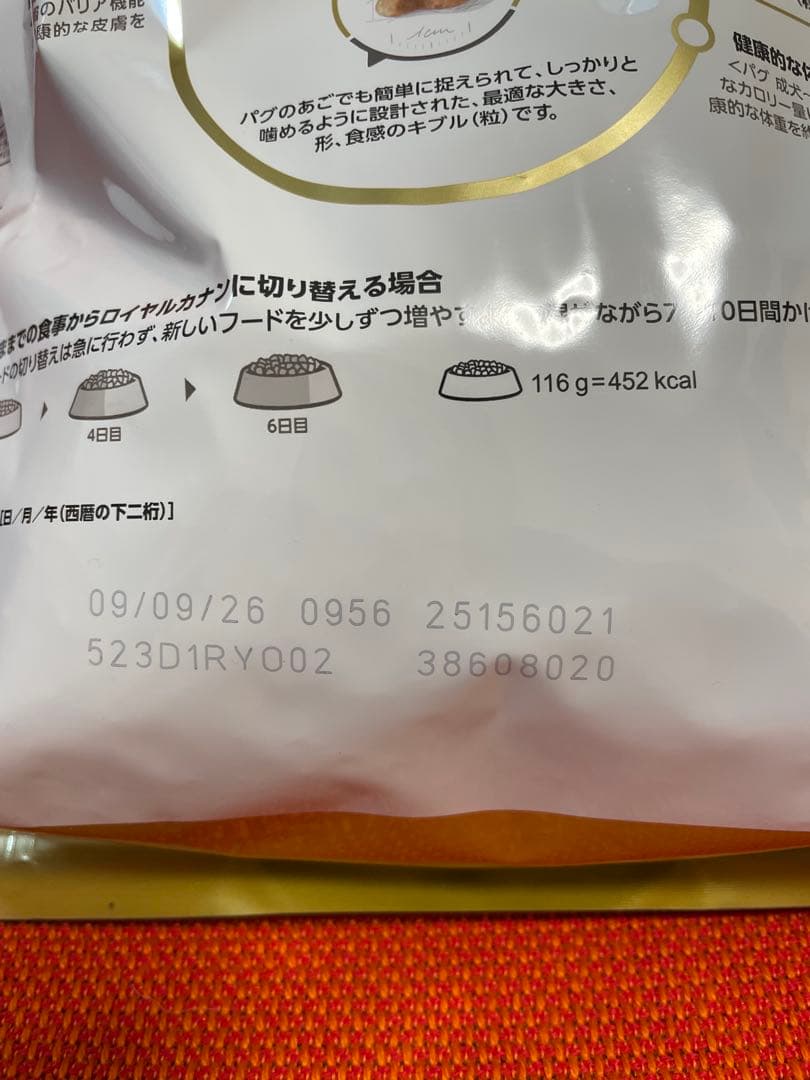 のバリア機能
康的な皮膚を
1cm
パグのあごでも簡単に捉えられて、しっかりと
噛めるように設計された、最適な大きさ、
形、食感のキブル(粒)です。
健康的な体
<パグ 成犬〜
なカロリー量
康的な体重を
までの食事からロイヤルカナンに切り替える場合
ドの切り替えは急に行わず、新しいフードを少しずつ増やす ながら7 10日間か
4日目
6日目
116 g=452 kcal
[日/月/年(西暦の下二桁)]
09/09/26 0956 25156021
523D1RYO02 38608020